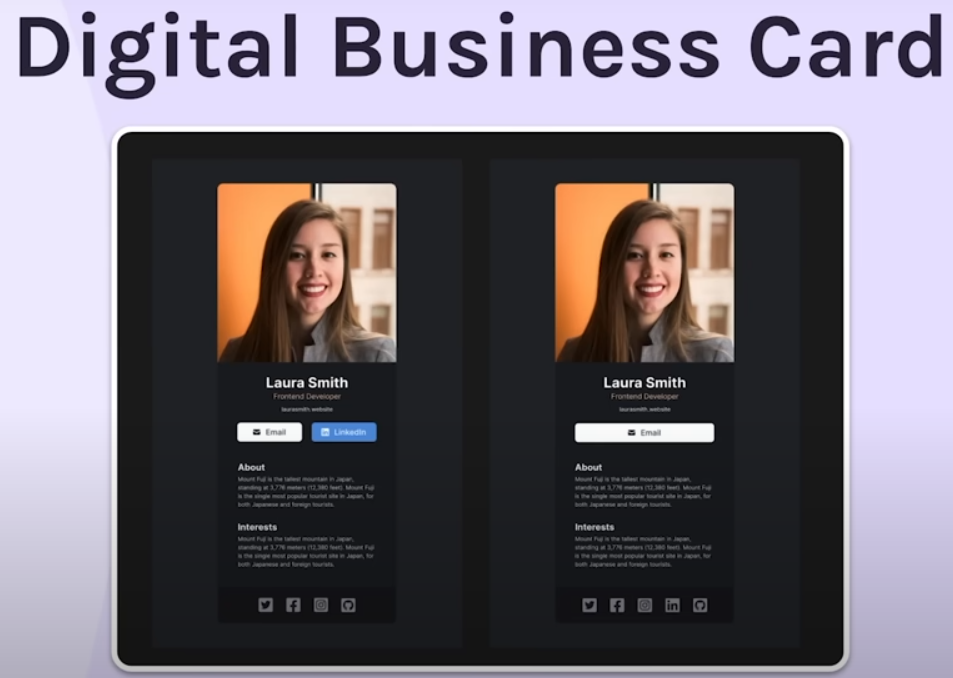 Digital Business Card
Laura Smith
Frontend Developer
laurasmith.website
Email
LinkedIn
About
Mount Fuji is the tallest mountain in Japan,
standing at 3,776 meters (12,380 feet). Mount Fuji
is the single most popular tourist site in Japan, for
both Japanese and foreign tourists.
Interests
Mount Fuji is the tallest mountain in Japan,
standing at 3,776 meters (12,380 feet). Mount Fuji
is the single most popular tourist site in Japan, for
both Japanese and foreign tourists.
Laura Smith
Frontend Developer
laurasmith.website
Email
About
Mount Fuji is the tallest mountain in Japan,
standing at 3,776 meters (12,380 feet). Mount Fuji
is the single most popular tourist site in Japan, for
both Japanese and foreign tourists.
Interests
Mount Fuji is the tallest mountain in Japan,
standing at 3,776 meters (12,380 feet). Mount Fuji
is the single most popular tourist site in Japan, for
both Japanese and foreign tourists.